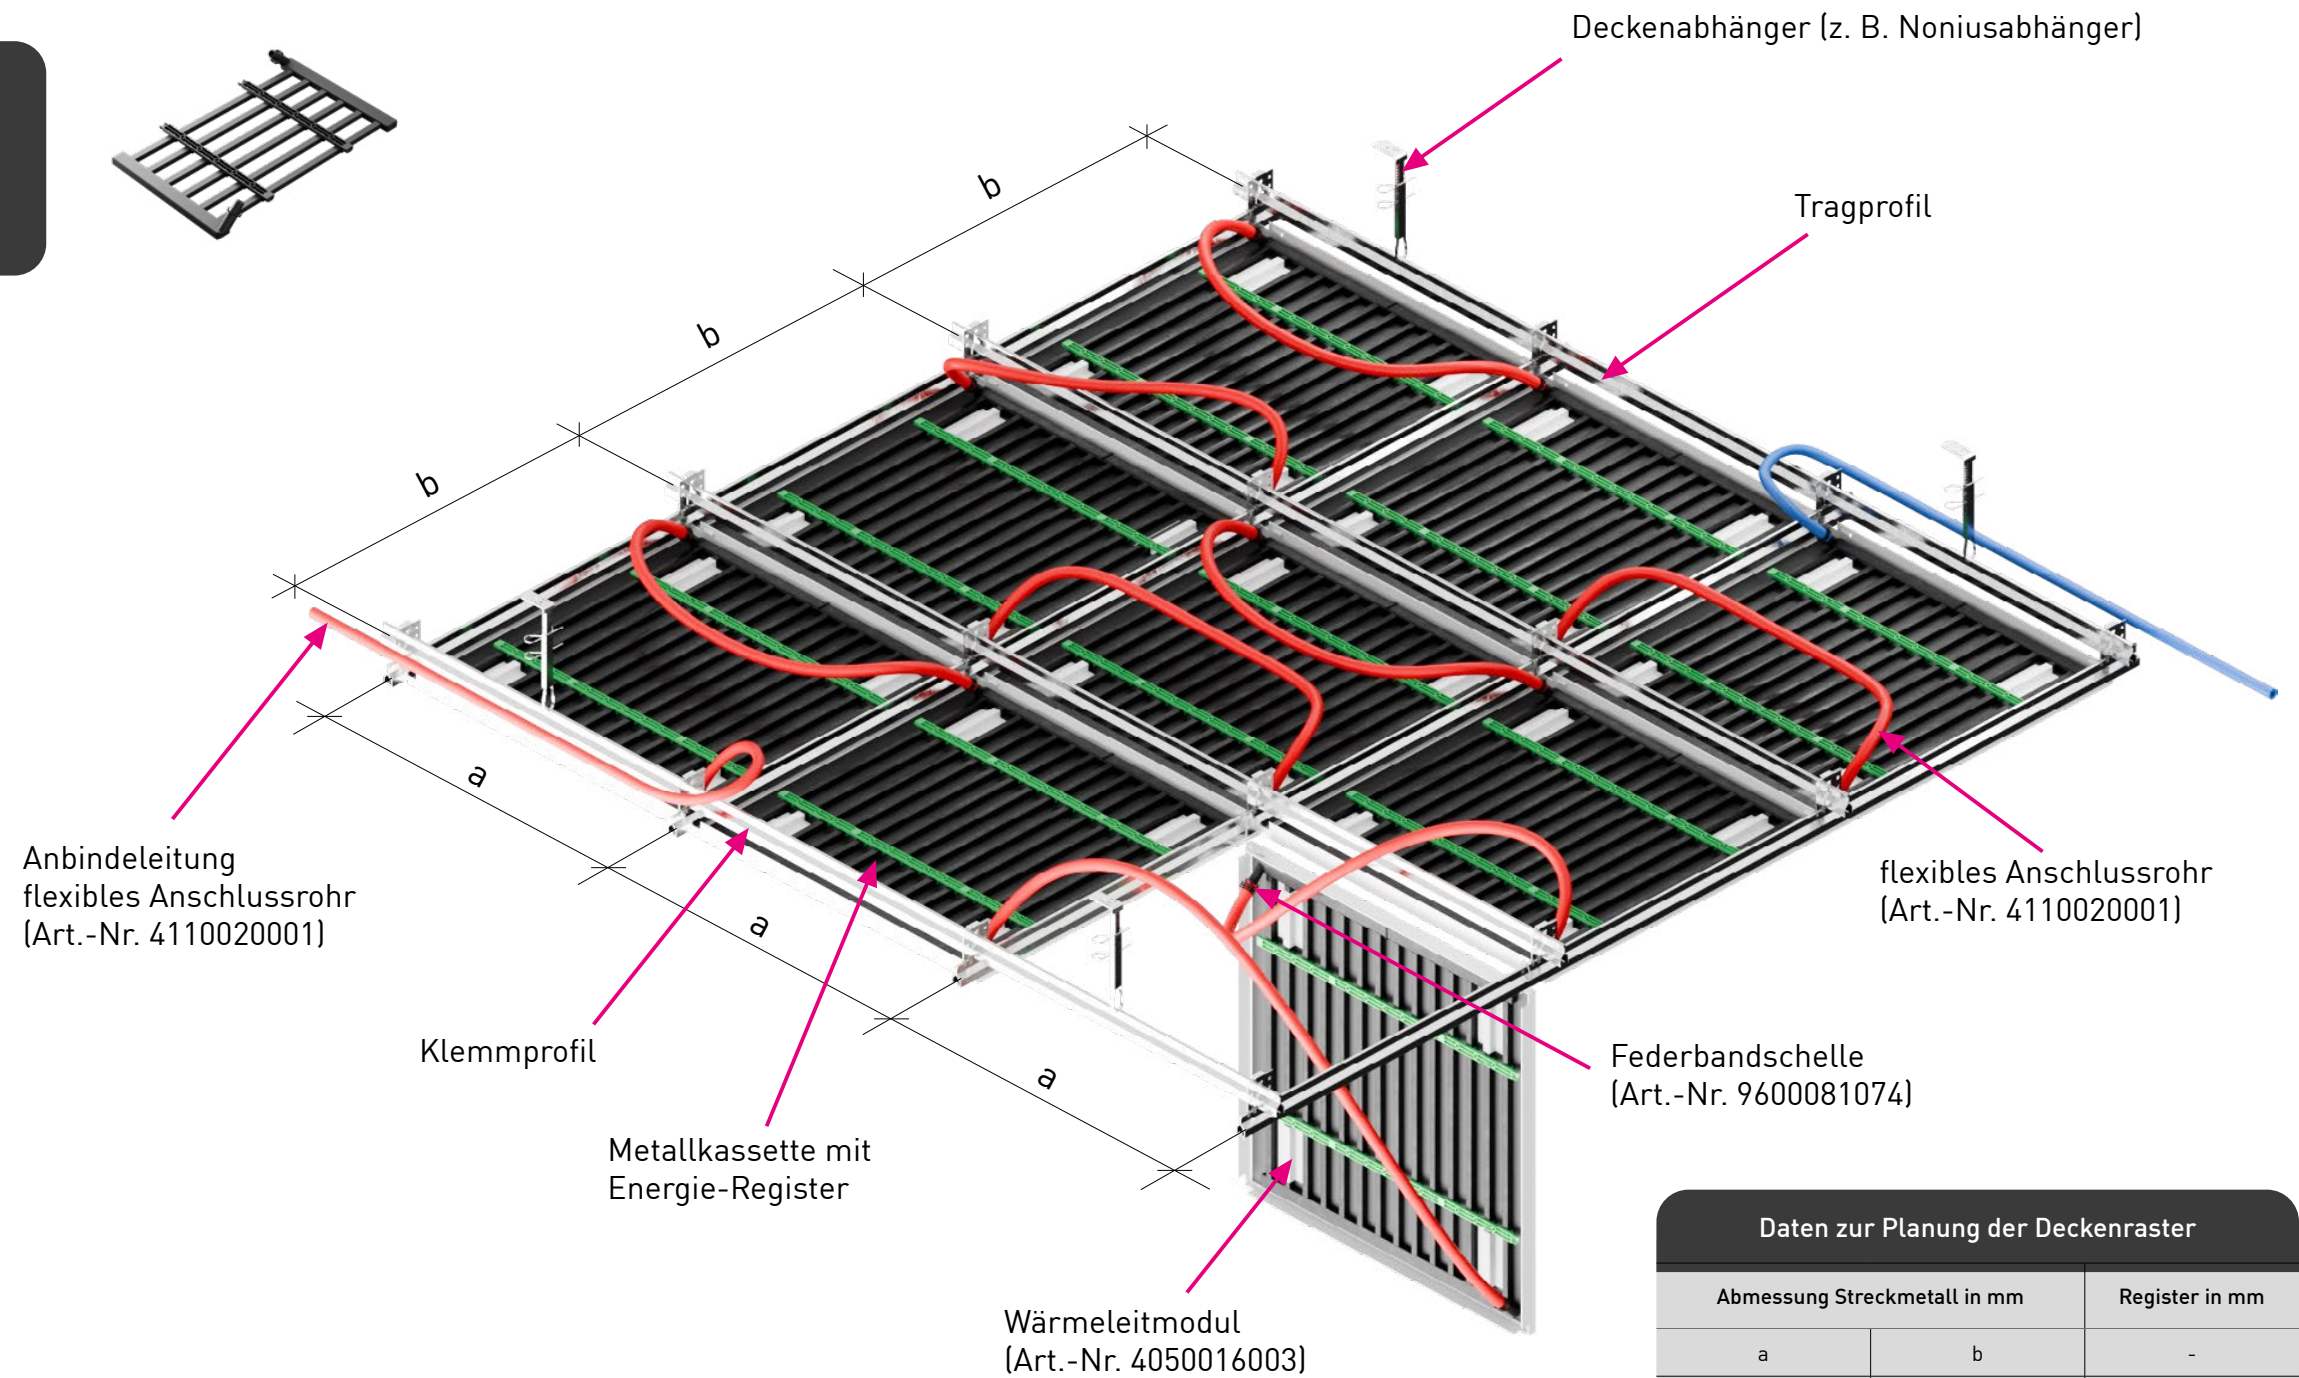 Deckenabhänger (z. B. Noniusabhänger)
Tragprofil
b
b
b
a
a
a
Anbindeleitung
flexibles Anschlussrohr
(Art.-Nr. 4110020001)
flexibles Anschlussrohr
(Art.-Nr. 4110020001)
Klemmprofil
Federbandschelle
(Art.-Nr. 9600081074)
Metallkassette mit
Energie-Register
Wärmeleitmodul
(Art.-Nr. 4050016003)
Daten zur Planung der Deckenraster
Abmessung Streckmetall in mm
Register in mm
a
b
-